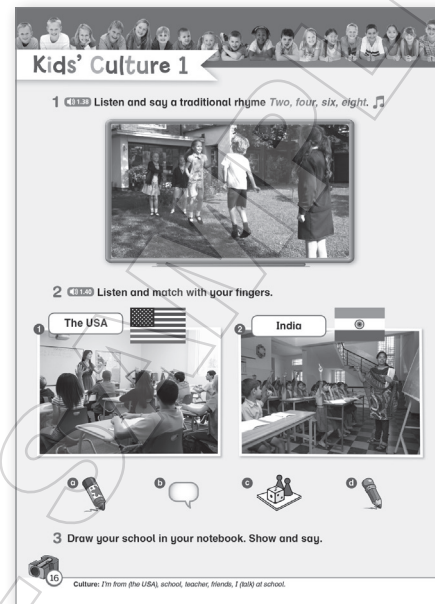 Kids' Culture 1
1 1.38 Listen and say a traditional rhyme Two, four, six, eight.
2 1.40 Listen and match with your fingers.
1 The USA
2 India
a b c d
3 Draw your school in your notebook. Show and say.
16
Culture: I'm from (the USA), school, teacher, friends, I (talk) at school.
SAMPLE